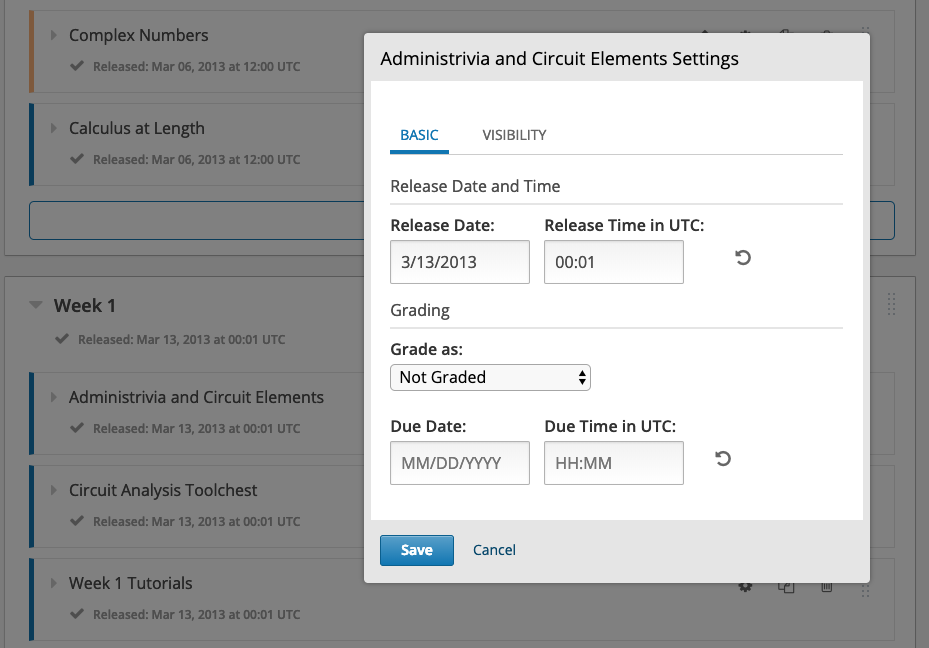 Complex Numbers
Released: Mar 06, 2013 at 12:00 UTC
Calculus at Length
Released: Mar 06, 2013 at 12:00 UTC
Week 1
Released: Mar 13, 2013 at 00:01 UTC
Administrivia and Circuit Elements
Released: Mar 13, 2013 at 00:01 UTC
Circuit Analysis Toolchest
Released: Mar 13, 2013 at 00:01 UTC
Week 1 Tutorials
Released: Mar 13, 2013 at 00:01 UTC
Administrivia and Circuit Elements Settings
BASIC VISIBILITY
Release Date and Time
Release Date: Release Time in UTC:
3/13/2013 00:01
Grading
Grade as:
Not Graded
Due Date: Due Time in UTC:
MM/DD/YYYY HH:MM
Save Cancel